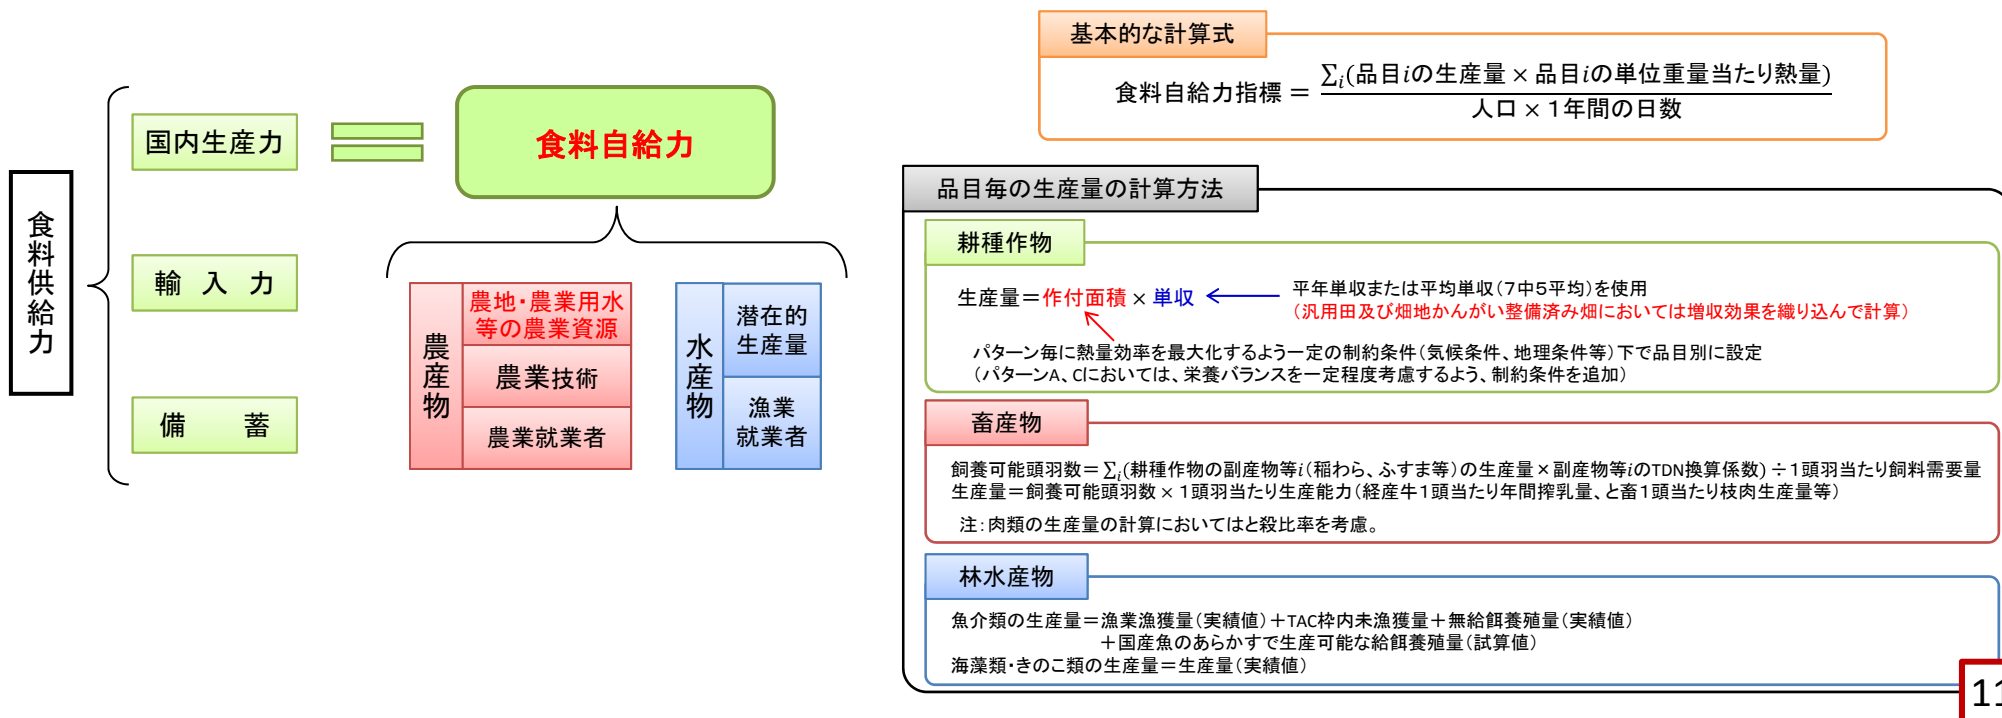 食料供給力
国内生産力
輸入力
備蓄
食料自給力
農産物
農地・農業用水
等の農業資源
農業技術
農業就業者
水産物
潜在的
生産量
漁業
就業者
基本的な計算式
食料自給力指標 = ∑i(品目iの生産量 × 品目iの単位重量当たり熱量)
人口 × 1年間の日数
品目毎の生産量の計算方法
耕種作物
生産量＝作付面積 × 単収
平年単収または平均単収（7中5平均）を使用
（汎用田及び畑地かんがい整備済み畑においては増収効果を織り込んで計算）
パターン毎に熱量効率を最大化するよう一定の制約条件（気候条件、地理条件等）下で品目別に設定
（パターンA、Cにおいては、栄養バランスを一定程度考慮するよう、制約条件を追加）
畜産物
飼養可能頭羽数＝∑i(耕種作物の副産物等i（稲わら、ふすま等）の生産量×副産物等iのTDN換算係数) ÷1頭羽当たり飼料需要量
生産量＝飼養可能頭羽数 × 1頭羽当たり生産能力（経産牛1頭当たり年間搾乳量、と畜1頭当たり枝肉生産量等）
注：肉類の生産量の計算においてはと殺比率を考慮。
林水産物
魚介類の生産量＝漁業漁獲量（実績値）＋TAC枠内未漁獲量＋無給餌養殖量（実績値）
＋国産魚のあらかすで生産可能な給餌養殖量（試算値）
海藻類・きのこ類の生産量＝生産量（実績値）
11